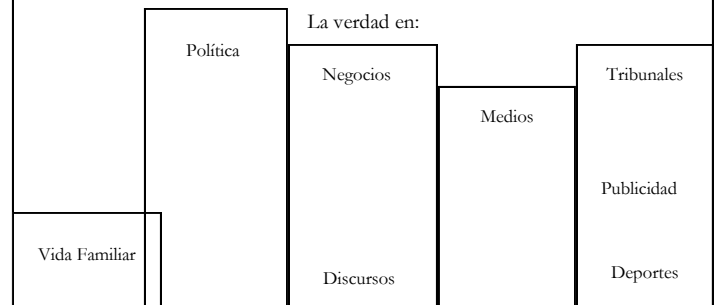 La verdad en:
Política
Negocios
Tribunales
Medios
Publicidad
Vida Familiar
Discursos
Deportes